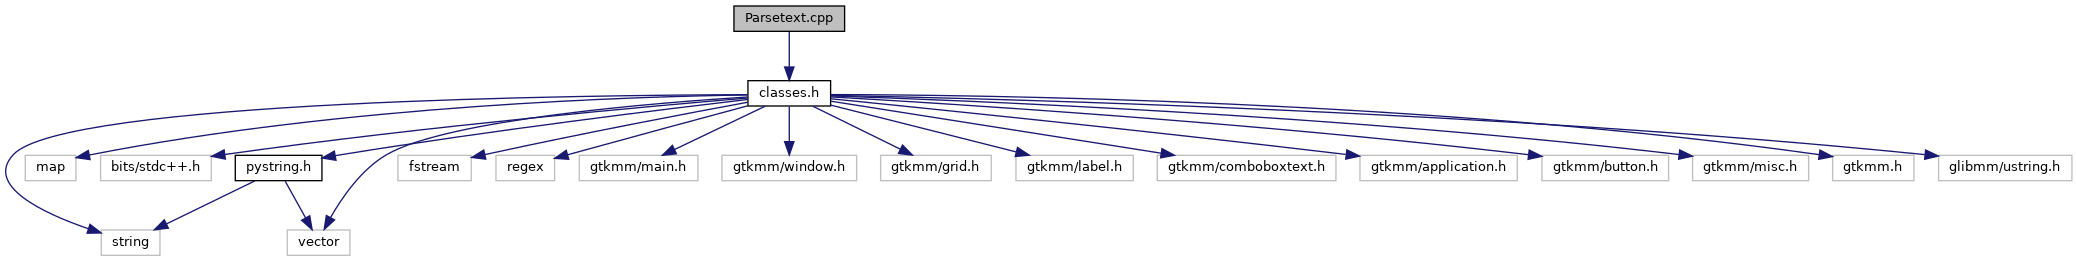 Parsetext.cpp
classes.h
map
bits/stdc++.h
pystring.h
fstream
regex
gtkmm/main.h
gtkmm/window.h
gtkmm/grid.h
gtkmm/label.h
gtkmm/comboboxtext.h
gtkmm/application.h
gtkmm/button.h
gtkmm/misc.h
gtkmm.h
glibmm/ustring.h
string
vector